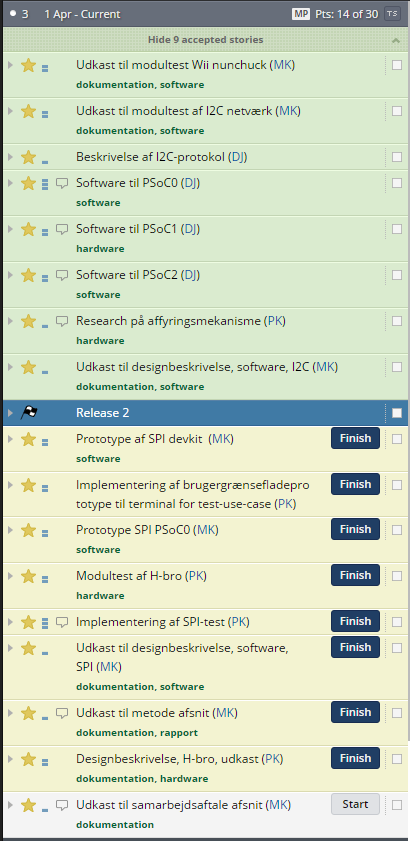 3 1 Apr - Current MP Pts: 14 of 30 TS
Hide 9 accepted stories
Udkast til modultest Wii nunchuck (MK)
dokumentation, software
Udkast til modultest af I2C netværk (MK)
dokumentation, software
Beskrivelse af I2C-protokol (DJ)
Software til PSoC0 (DJ)
software
Software til PSoC1 (DJ)
hardware
Software til PSoC2 (DJ)
software
Research på affyringsmekanisme (PK)
hardware
Udkast til designbeskrivelse, software, I2C (MK)
dokumentation, software
Release 2
Prototype af SPI devkit (MK) Finish
software
Implementering af brugergrænsefladepro Finish
totype til terminal for test-use-case (PK)
Prototype SPI PSoC0 (MK) Finish
software
Modultest af H-bro (PK) Finish
hardware
Implementering af SPI-test (PK) Finish
Udkast til designbeskrivelse, software, Finish
SPI (MK)
dokumentation, software
Udkast til metode afsnit (MK) Finish
dokumentation, rapport
Designbeskrivelse, H-bro, udkast (PK) Finish
dokumentation, hardware
Udkast til samarbejdsaftale afsnit (MK) Start
dokumentation